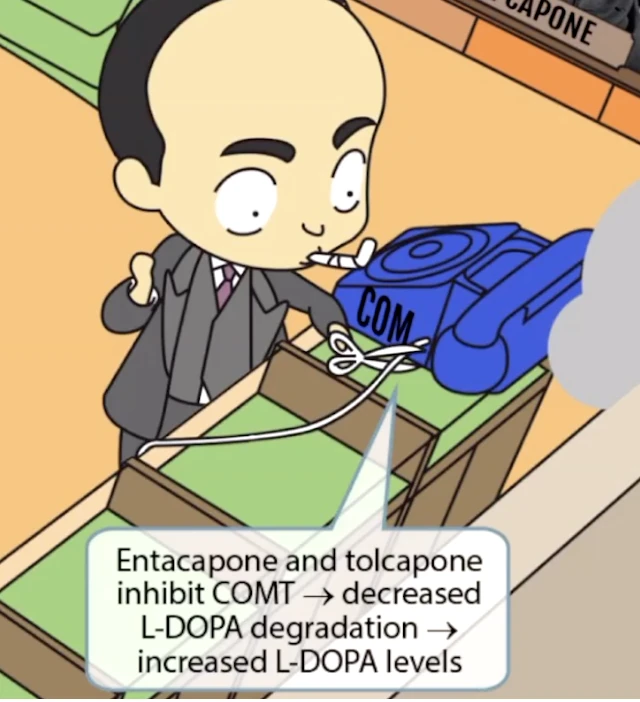 CAPONE
COM
Entacapone and tolcapone
inhibit COMT → decreased
L-DOPA degradation →
increased L-DOPA levels